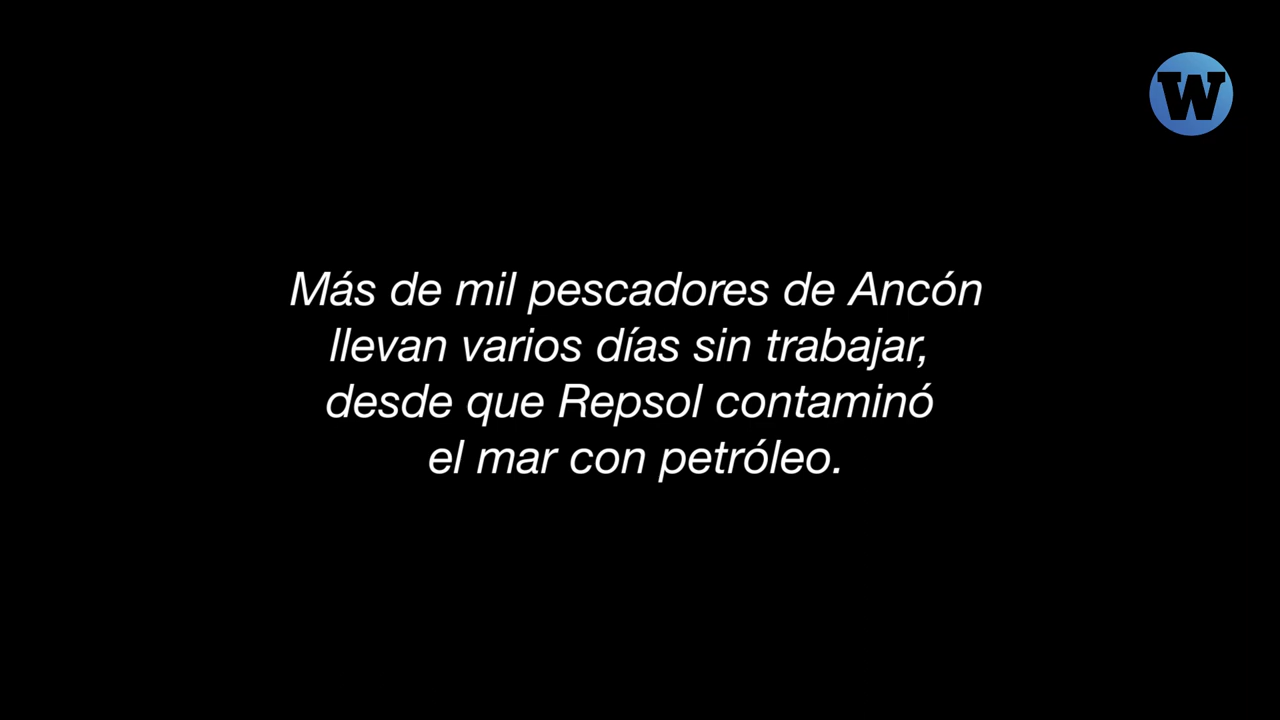 W
Más de mil pescadores de Ancón
llevan varios días sin trabajar,
desde que Repsol contaminó
el mar con petróleo.